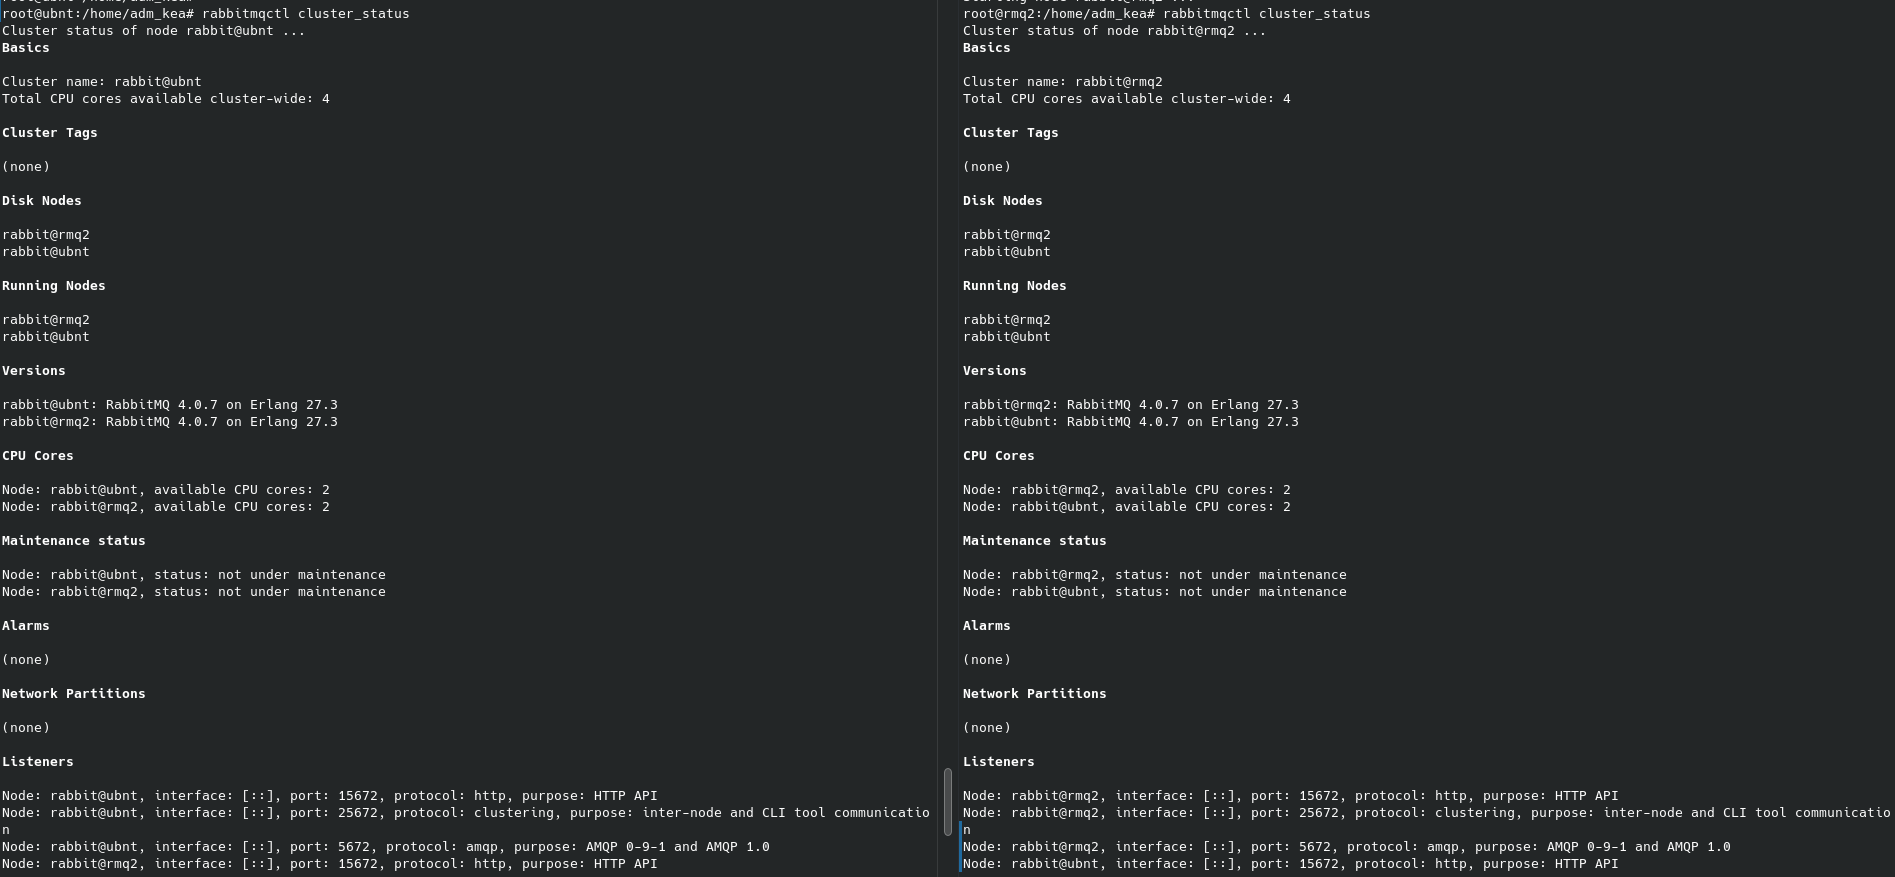 root@ubnt:/home/adm_kea# rabbitmqctl cluster_status
Cluster status of node rabbit@ubnt ...
Basics
Cluster name: rabbit@ubnt
Total CPU cores available cluster-wide: 4
Cluster Tags
(none)
Disk Nodes
rabbit@rmq2
rabbit@ubnt
Running Nodes
rabbit@rmq2
rabbit@ubnt
Versions
rabbit@ubnt: RabbitMQ 4.0.7 on Erlang 27.3
rabbit@rmq2: RabbitMQ 4.0.7 on Erlang 27.3
CPU Cores
Node: rabbit@ubnt, available CPU cores: 2
Node: rabbit@rmq2, available CPU cores: 2
Maintenance status
Node: rabbit@ubnt, status: not under maintenance
Node: rabbit@rmq2, status: not under maintenance
Alarms
(none)
Network Partitions
(none)
Listeners
Node: rabbit@ubnt, interface: [::], port: 15672, protocol: http, purpose: HTTP API
Node: rabbit@ubnt, interface: [::], port: 25672, protocol: clustering, purpose: inter-node and CLI tool communicatio
n
Node: rabbit@ubnt, interface: [::], port: 5672, protocol: amqp, purpose: AMQP 0-9-1 and AMQP 1.0
Node: rabbit@rmq2, interface: [::], port: 15672, protocol: http, purpose: HTTP API
root@rmq2:/home/adm_kea# rabbitmqctl cluster_status
Cluster status of node rabbit@rmq2 ...
Basics
Cluster name: rabbit@rmq2
Total CPU cores available cluster-wide: 4
Cluster Tags
(none)
Disk Nodes
rabbit@rmq2
rabbit@ubnt
Running Nodes
rabbit@rmq2
rabbit@ubnt
Versions
rabbit@rmq2: RabbitMQ 4.0.7 on Erlang 27.3
rabbit@ubnt: RabbitMQ 4.0.7 on Erlang 27.3
CPU Cores
Node: rabbit@rmq2, available CPU cores: 2
Node: rabbit@ubnt, available CPU cores: 2
Maintenance status
Node: rabbit@rmq2, status: not under maintenance
Node: rabbit@ubnt, status: not under maintenance
Alarms
(none)
Network Partitions
(none)
Listeners
Node: rabbit@rmq2, interface: [::], port: 15672, protocol: http, purpose: HTTP API
Node: rabbit@rmq2, interface: [::], port: 25672, protocol: clustering, purpose: inter-node and CLI tool communicatio
n
Node: rabbit@rmq2, interface: [::], port: 5672, protocol: amqp, purpose: AMQP 0-9-1 and AMQP 1.0
Node: rabbit@ubnt, interface: [::], port: 15672, protocol: http, purpose: HTTP API